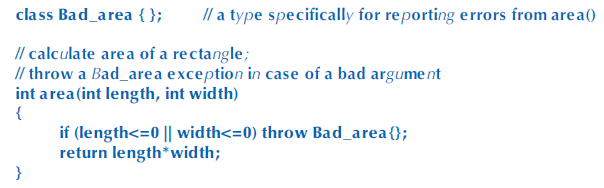 class Bad_area { }; // a type specifically for reporting errors from area()
// calculate area of a rectangle;
// throw a Bad_area exception in case of a bad argument
int area(int length, int width)
{
if (length<=0 || width<=0) throw Bad_area{};
return length*width;
}